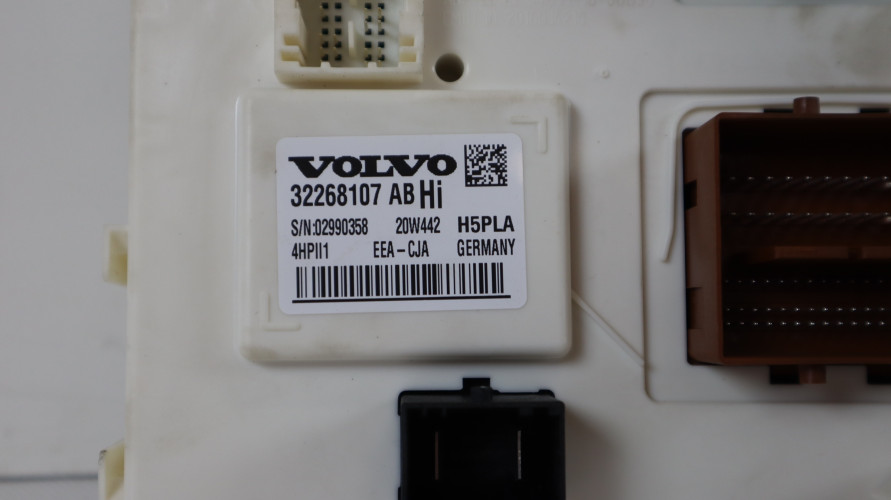 VOLVO
32268107 AB Hi
S/N:02990358 20W442 H5PLA
4HPII1 EEA-CJA GERMANY